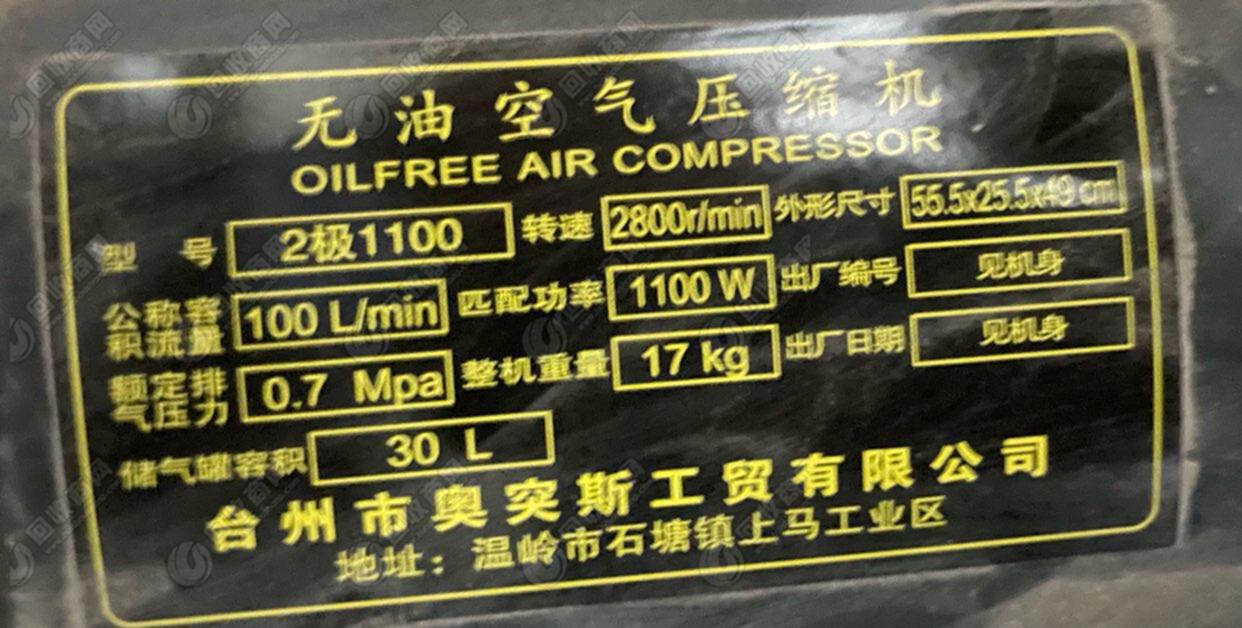 无油空气压缩机
OILFREE AIR COMPRESSOR
型号 2极1100 转速 2800r/min 外形尺寸 55.5x25.5x49 cm
公称容积流量 100 L/min 匹配功率 1100 W 出厂编号 见机身
额定排气压力 0.7 Mpa 整机重量 17 kg 出厂日期 见机身
储气罐容积 30 L
台州市奥突斯工贸有限公司
地址：温岭市石塘镇上马工业区